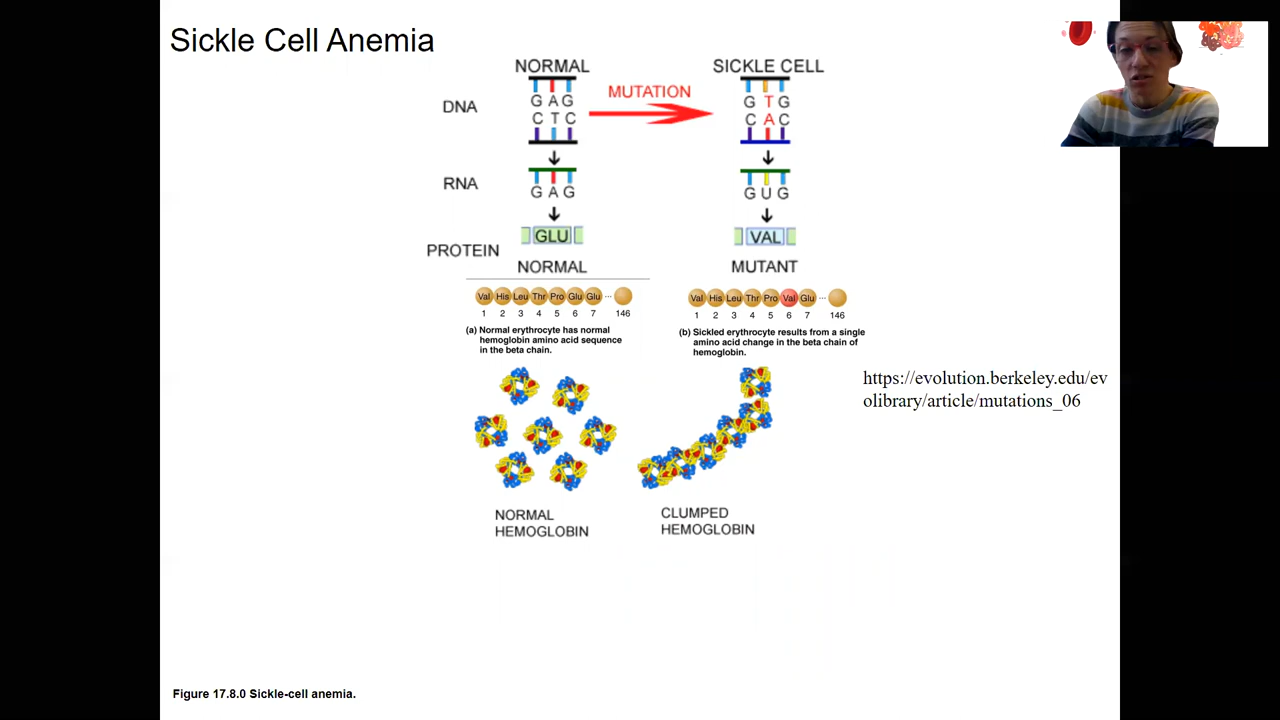 Sickle Cell Anemia
NORMAL
SICKLE CELL
MUTATION
DNA
G A G
C T C
G T G
C A C
RNA
G A G
G U G
PROTEIN
GLU
VAL
NORMAL
MUTANT
Val His Leu Thr Pro Glu Glu ...
1 2 3 4 5 6 7 146
(a) Normal erythrocyte has normal
hemoglobin amino acid sequence
in the beta chain.
Val His Leu Thr Pro Val Glu ...
1 2 3 4 5 6 7 146
(b) Sickled erythrocyte results from a single
amino acid change in the beta chain of
hemoglobin.
https://evolution.berkeley.edu/ev
olibrary/article/mutations_06
NORMAL
HEMOGLOBIN
CLUMPED
HEMOGLOBIN
Figure 17.8.0 Sickle-cell anemia.